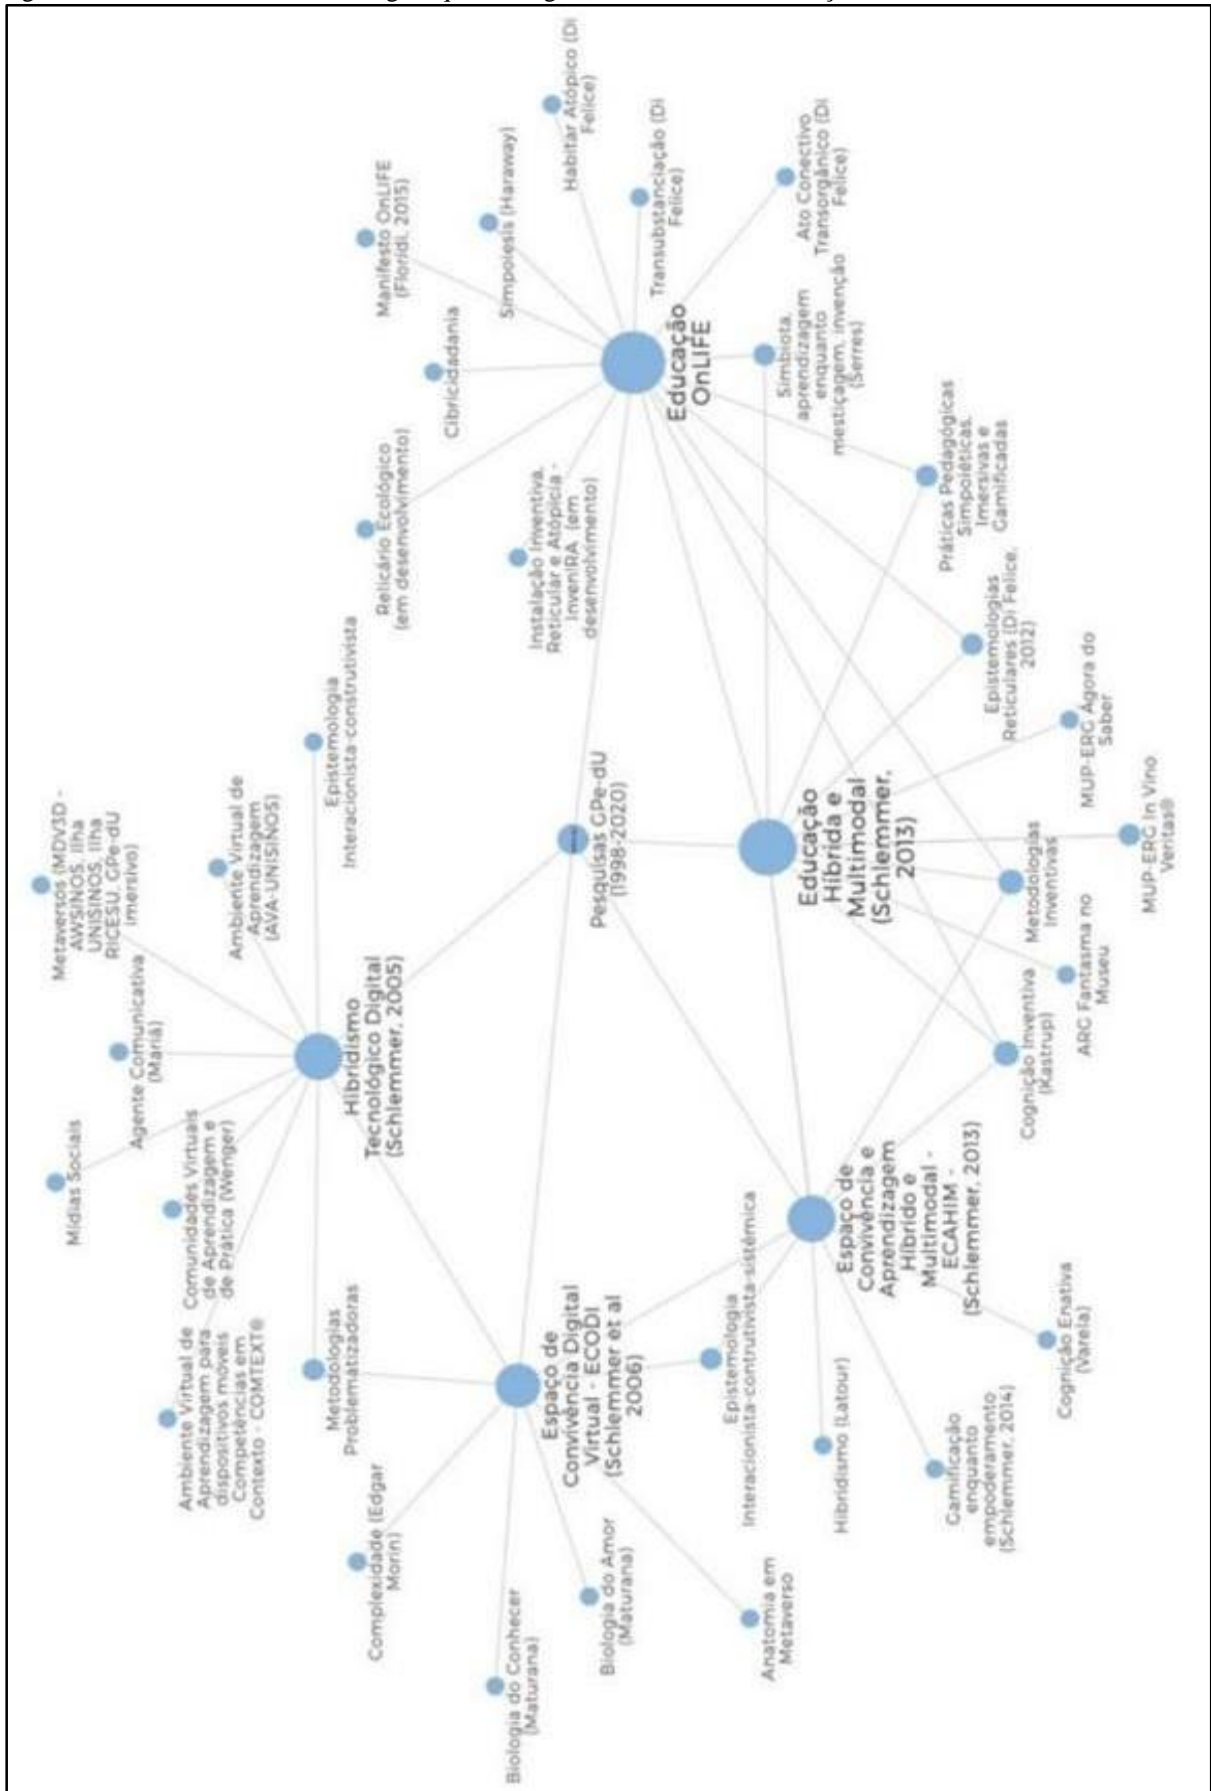 Mídias Sociais
Metaversos (MDV3D -
AWSINOS, Ilha
UNISINOS, Ilha
RICESU, GPe-dU
Imersivo)
Agente Comunicativa
(Mariá)
Ambiente Virtual de
Aprendizagem
(AVA-UNISINOS)
Comunidades Virtuais
de Aprendizagem e
de Prática (Wenger)
Ambiente Virtual de
Aprendizagem para
dispositivos móveis
Competências em
Contexto - COMTEXT®
Epistemologia
Interacionista-construtivista
Hibridismo
Tecnológico Digital
(Schlemmer, 2005)
Metodologias
Problematizadoras
Manifesto OnLIFE
(Floridi, 2015)
Relicário Ecológico
(em desenvolvimento)
Cibricidadania
Simpoiesis (Haraway)
Habitar Atópico (Di
Felice)
Complexidade (Edgar
Morin)
Biologia do Conhecer
(Maturana)
Espaço de
Convivência Digital
Virtual - ECODI
(Schlemmer et al
2006)
Instalação Inventiva,
Reticular e Atópicia -
InvenIRA (em
desenvolvimento)
Pesquisas GPe-dU
(1998-2020)
Biologia do Amor
(Maturana)
Educação
OnLIFE
Transubstanciação (Di
Felice)
Epistemologia
Interacionista-contrutivista-sistêmica
Anatomia em
Metaverso
Simbiota,
aprendizagem
enquanto
mestiçagem, invenção
(Serres)
Ato Conectivo
Transorgânico (Di
Felice)
Educação
Híbrida e
Multimodal
(Schlemmer,
2013)
Espaço de
Convivência e
Aprendizagem
Híbrido e
Multimodal -
ECAHIM -
(Schlemmer, 2013)
Hibridismo (Latour)
Práticas Pedagógicas
Simpoiéticas,
Imersivas e
Gamificadas
Gamificação
enquanto
empoderamento
(Schlemmer, 2014)
Epistemologias
Reticulares (Di Felice,
2012)
Metodologias
Inventivas
Cognição Inventiva
(Kastrup)
Cognição Enativa
(Varela)
MUP-ERG Ágora do
Saber
ARG Fantasma no
Museu
MUP-ERG In Vino
Veritas®